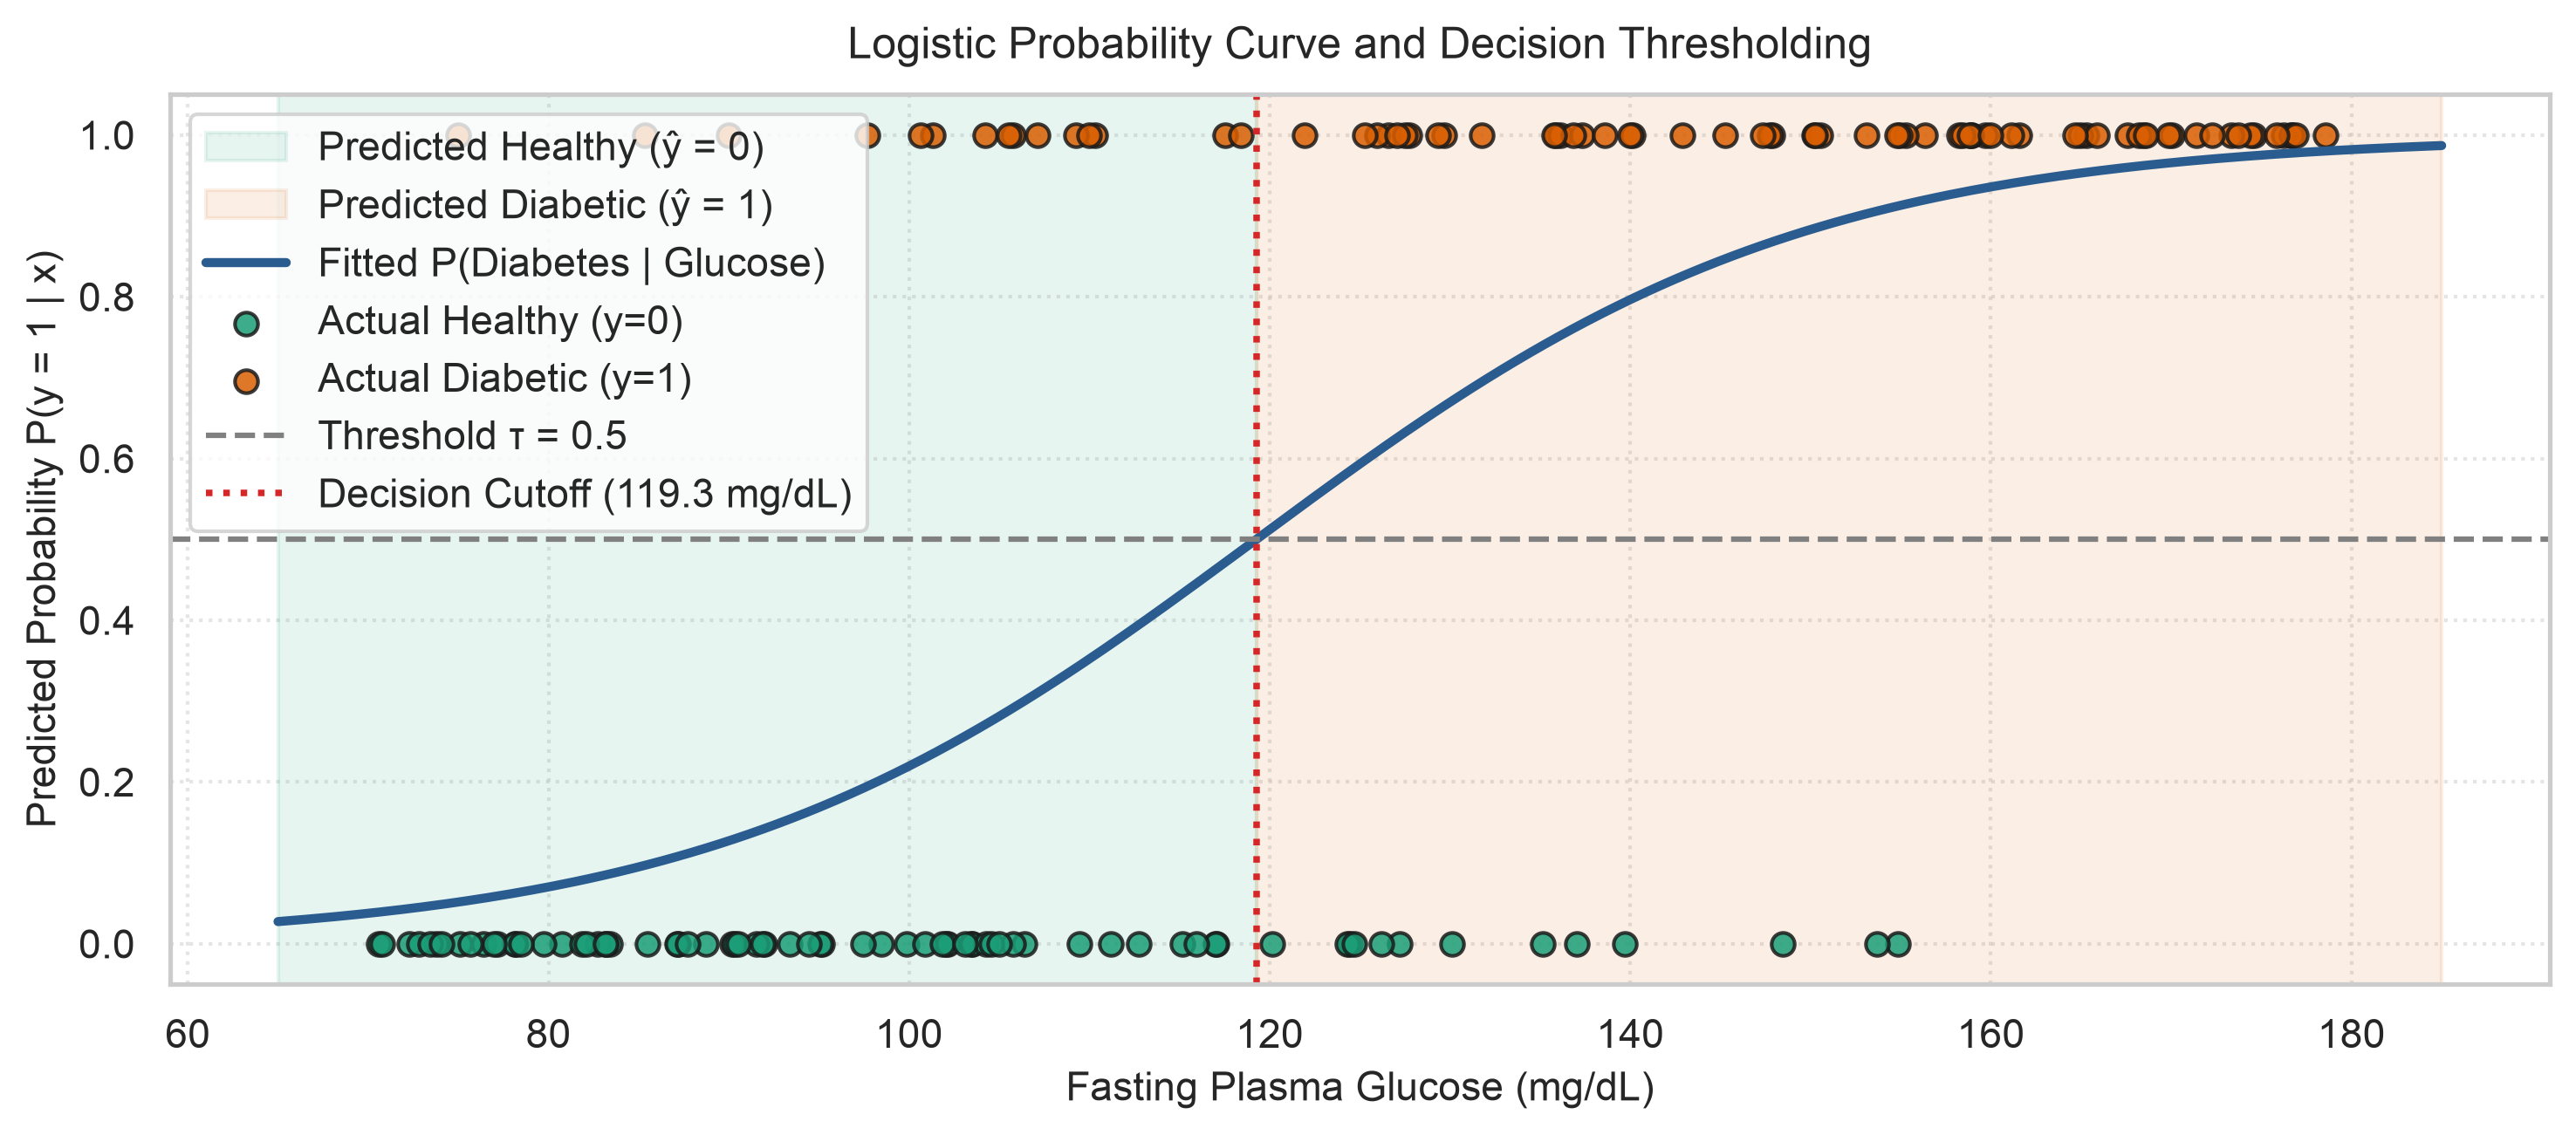 Logistic Probability Curve and Decision Thresholding
Predicted Probability P(y = 1 | x)
1.0
0.8
0.6
0.4
0.2
0.0
Predicted Healthy (ŷ = 0)
Predicted Diabetic (ŷ = 1)
Fitted P(Diabetes | Glucose)
Actual Healthy (y=0)
Actual Diabetic (y=1)
Threshold τ = 0.5
Decision Cutoff (119.3 mg/dL)
60 80 100 120 140 160 180
Fasting Plasma Glucose (mg/dL)